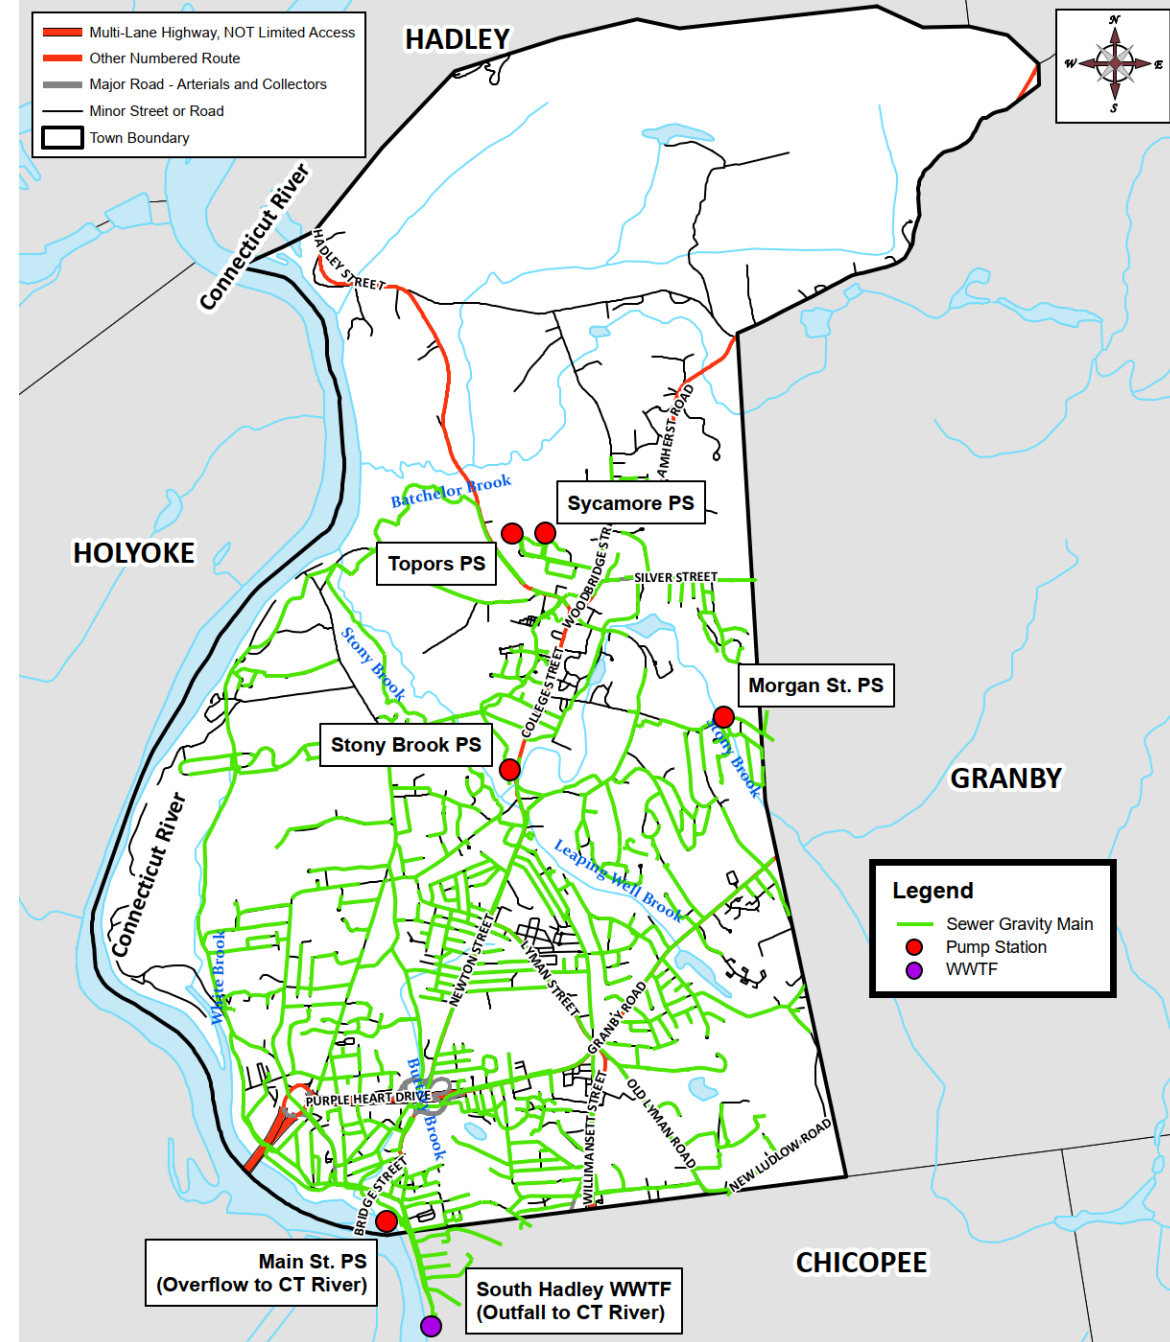 Multi-Lane Highway, NOT Limited Access
Other Numbered Route
Major Road - Arterials and Collectors
Minor Street or Road
Town Boundary
HADLEY
N
W
E
S
Connecticut River
HADLEY STREET
AMHERST ROAD
Batchelor Brook
Sycamore PS
HOLYOKE
Topors PS
WOODBRIDGE STR
SILVER STREET
Stony Brook
COLLEGE STREET
Morgan St. PS
Stony Brook PS
Stony Brook
GRANBY
Connecticut River
Leaping Well Brook
Legend
Sewer Gravity Main
Pump Station
WWTF
White Brook
NEWTON STREET
LYMAN STREET
GRANBY ROAD
PURPLE HEART DRIVE
Brook
WILLIMANSETT STREET
OLD LYMAN ROAD
NEW LUDLOW ROAD
BRIDGE STREET
Main St. PS
(Overflow to CT River)
South Hadley WWTF
(Outfall to CT River)
CHICOPEE